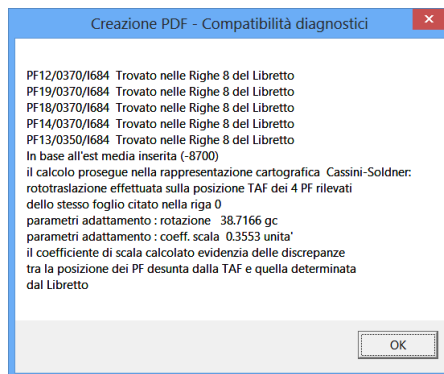 Creazione PDF - Compatibilità diagnostici
PF12/0370/I684 Trovato nelle Righe 8 del Libretto
PF19/0370/I684 Trovato nelle Righe 8 del Libretto
PF18/0370/I684 Trovato nelle Righe 8 del Libretto
PF14/0370/I684 Trovato nelle Righe 8 del Libretto
PF13/0350/I684 Trovato nelle Righe 8 del Libretto
In base all'est media inserita (-8700)
il calcolo prosegue nella rappresentazione cartografica Cassini-Soldner:
rototraslazione effettuata sulla posizione TAF dei 4 PF rilevati
dello stesso foglio citato nella riga 0
parametri adattamento : rotazione 38.7166 gc
parametri adattamento : coeff. scala 0.3553 unita'
il coefficiente di scala calcolato evidenzia delle discrepanze
tra la posizione dei PF desunta dalla TAF e quella determinata
dal Libretto
OK